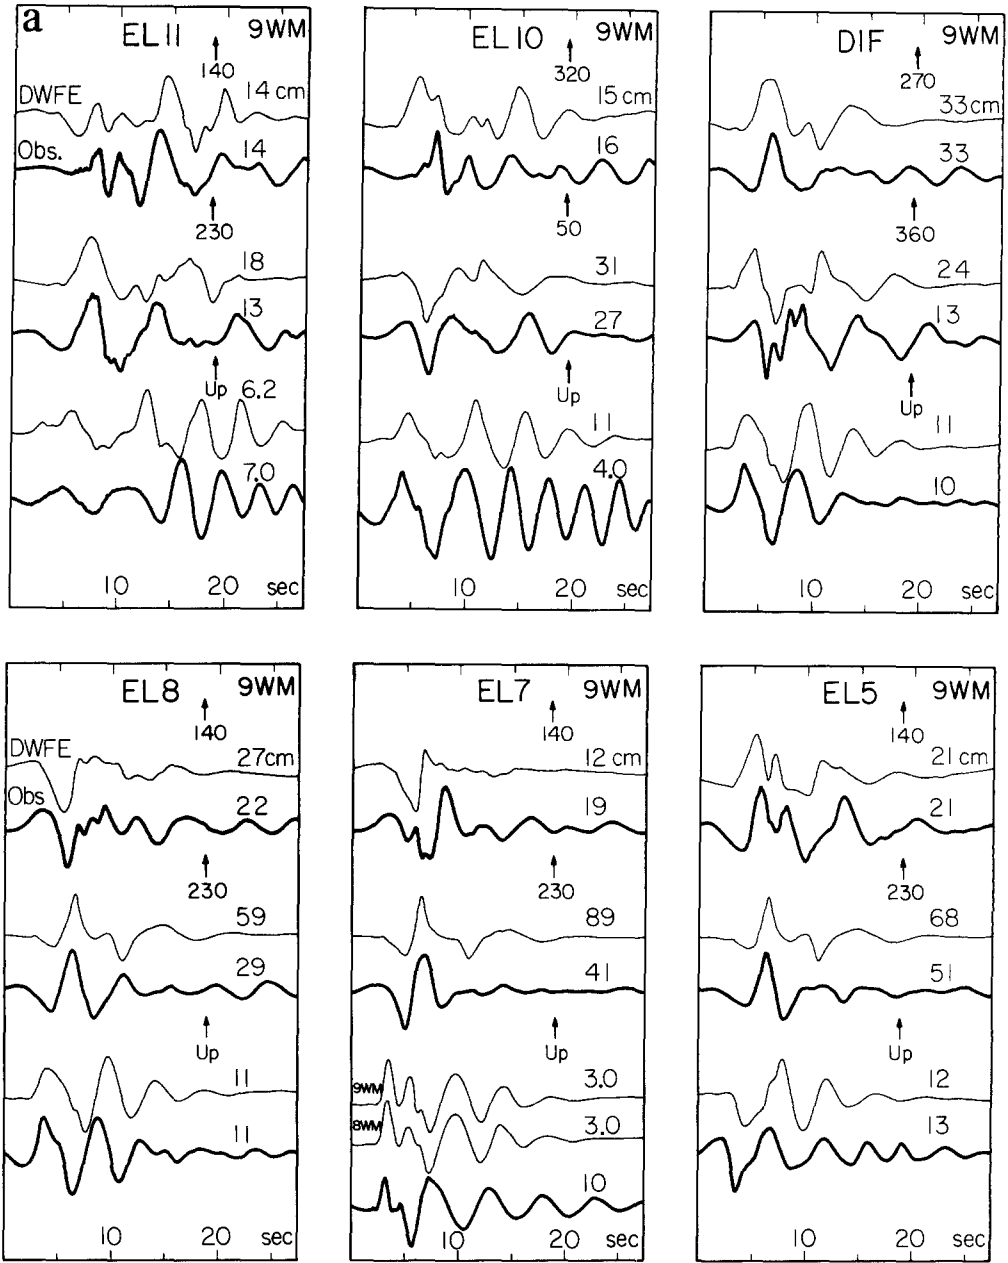 a
EL11 9WM
140
DWFE 14 cm
Obs. 14
230
18
13
Up 6.2
7.0
10 20 sec
EL10 9WM
320
15 cm
16
50
31
27
Up
11
4.0
10 20 sec
DIF 9WM
270
33 cm
33
360
24
13
Up
11
10
10 20 sec
EL8 9WM
140
DWFE 27cm
Obs 22
230
59
29
Up
11
11
10 20 sec
EL7 9WM
140
12 cm
19
230
89
41
Up
9WM 3.0
8WM 3.0
10
10 20 sec
EL5 9WM
140
21 cm
21
230
68
51
Up
12
13
10 20 sec